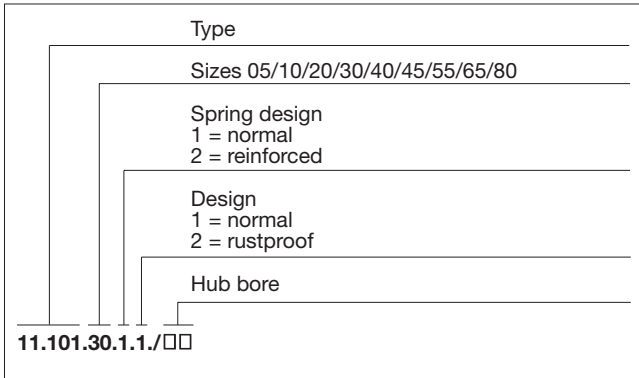 Type
Sizes 05/10/20/30/40/45/55/65/80
Spring design
1 = normal
2 = reinforced
Design
1 = normal
2 = rustproof
Hub bore
11.101.30.1.1./□□